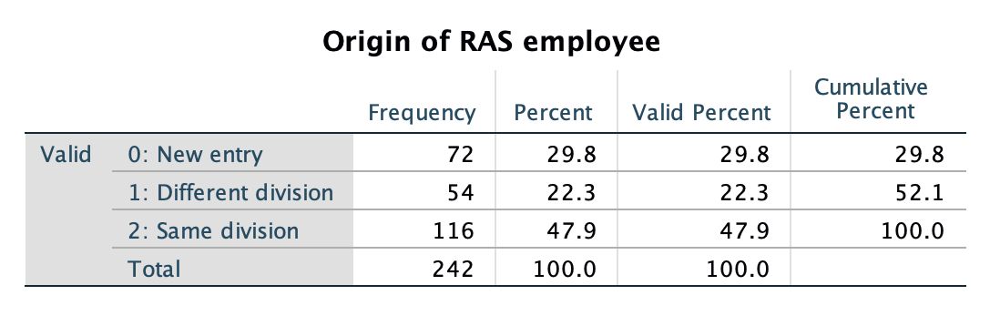 Origin of RAS employee
Frequency Percent Valid Percent Cumulative Percent
Valid 0: New entry 72 29.8 29.8 29.8
1: Different division 54 22.3 22.3 52.1
2: Same division 116 47.9 47.9 100.0
Total 242 100.0 100.0